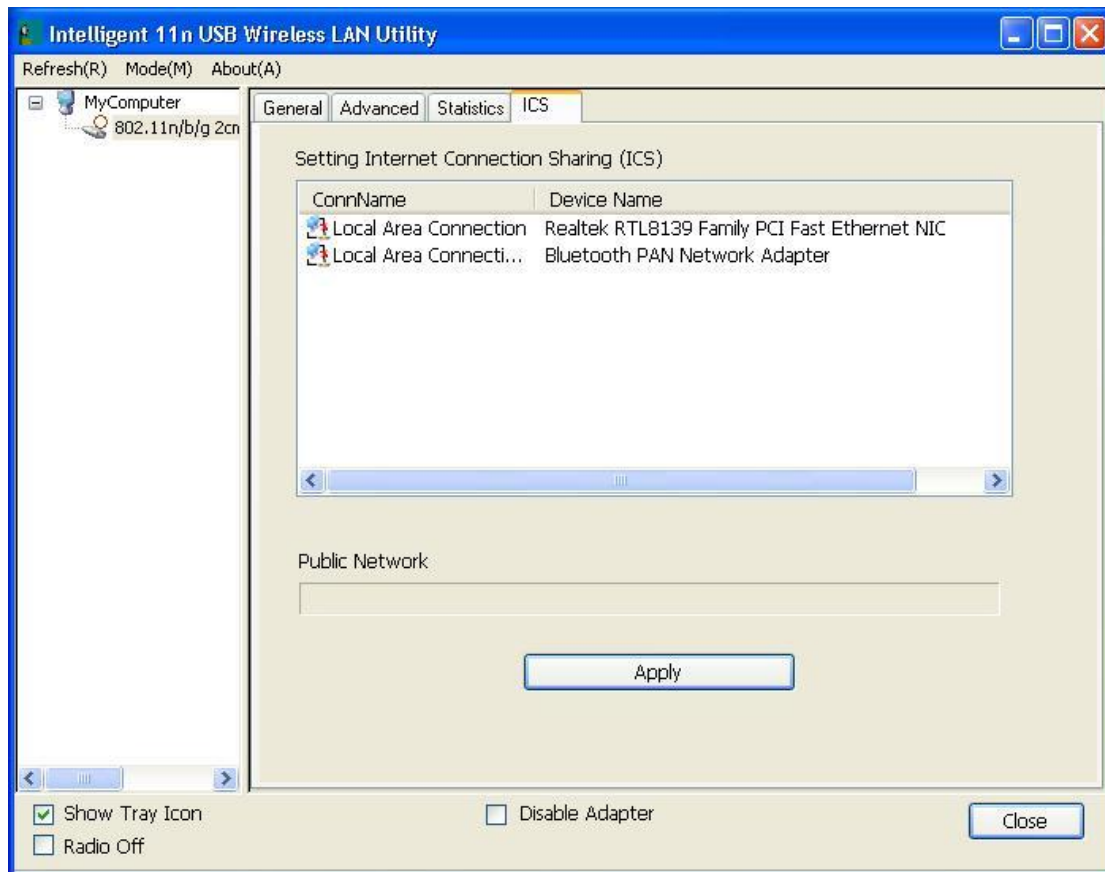 Intelligent 11n USB Wireless LAN Utility
Refresh(R) Mode(M) About(A)
MyComputer
802.11n/b/g 2cn
General Advanced Statistics ICS
Setting Internet Connection Sharing (ICS)
ConnName Device Name
Local Area Connection Realtek RTL8139 Family PCI Fast Ethernet NIC
Local Area Connecti... Bluetooth PAN Network Adapter
Public Network
Apply
Show Tray Icon Disable Adapter Close
Radio Off